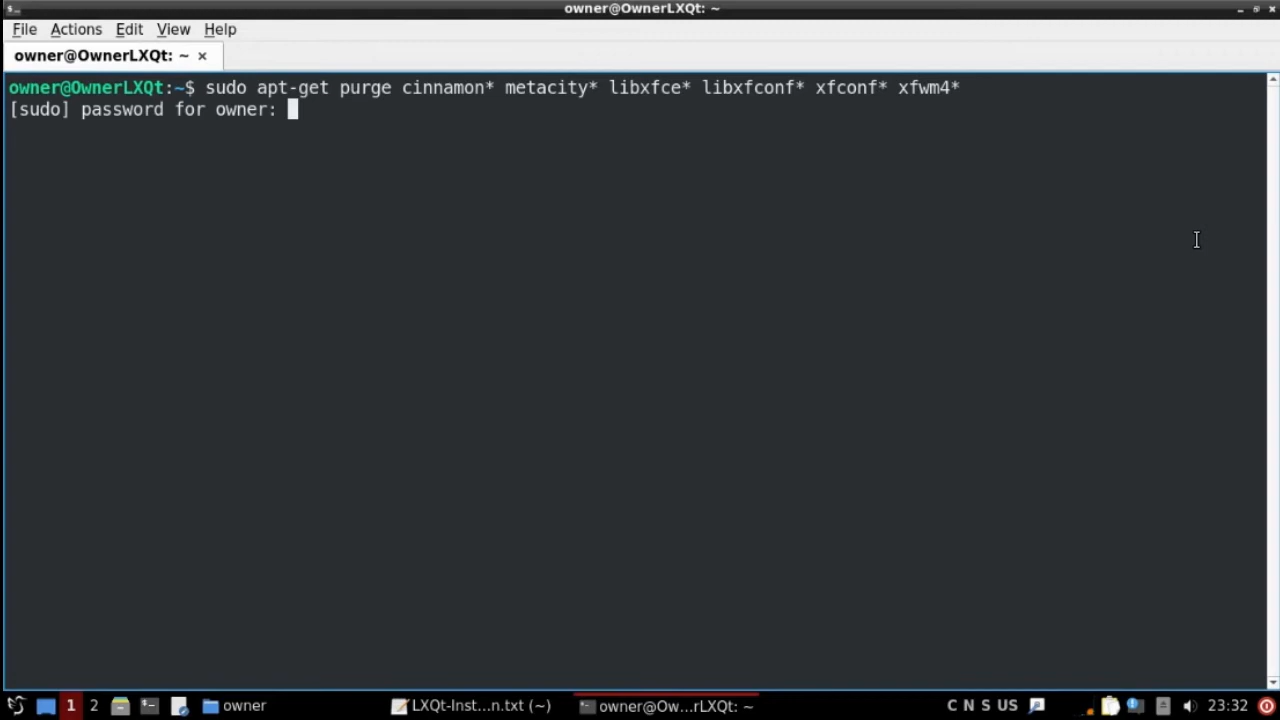 owner@OwnerLXQt: ~
File Actions Edit View Help
owner@OwnerLXQt: ~ ×
owner@OwnerLXQt:~$ sudo apt-get purge cinnamon* metacity* libxfce* libxfconf* xfconf* xfwm4*
[sudo] password for owner:
1 2 owner LXQt-Inst...n.txt (~) owner@Ow...rLXQt: ~ C N S US 23:32